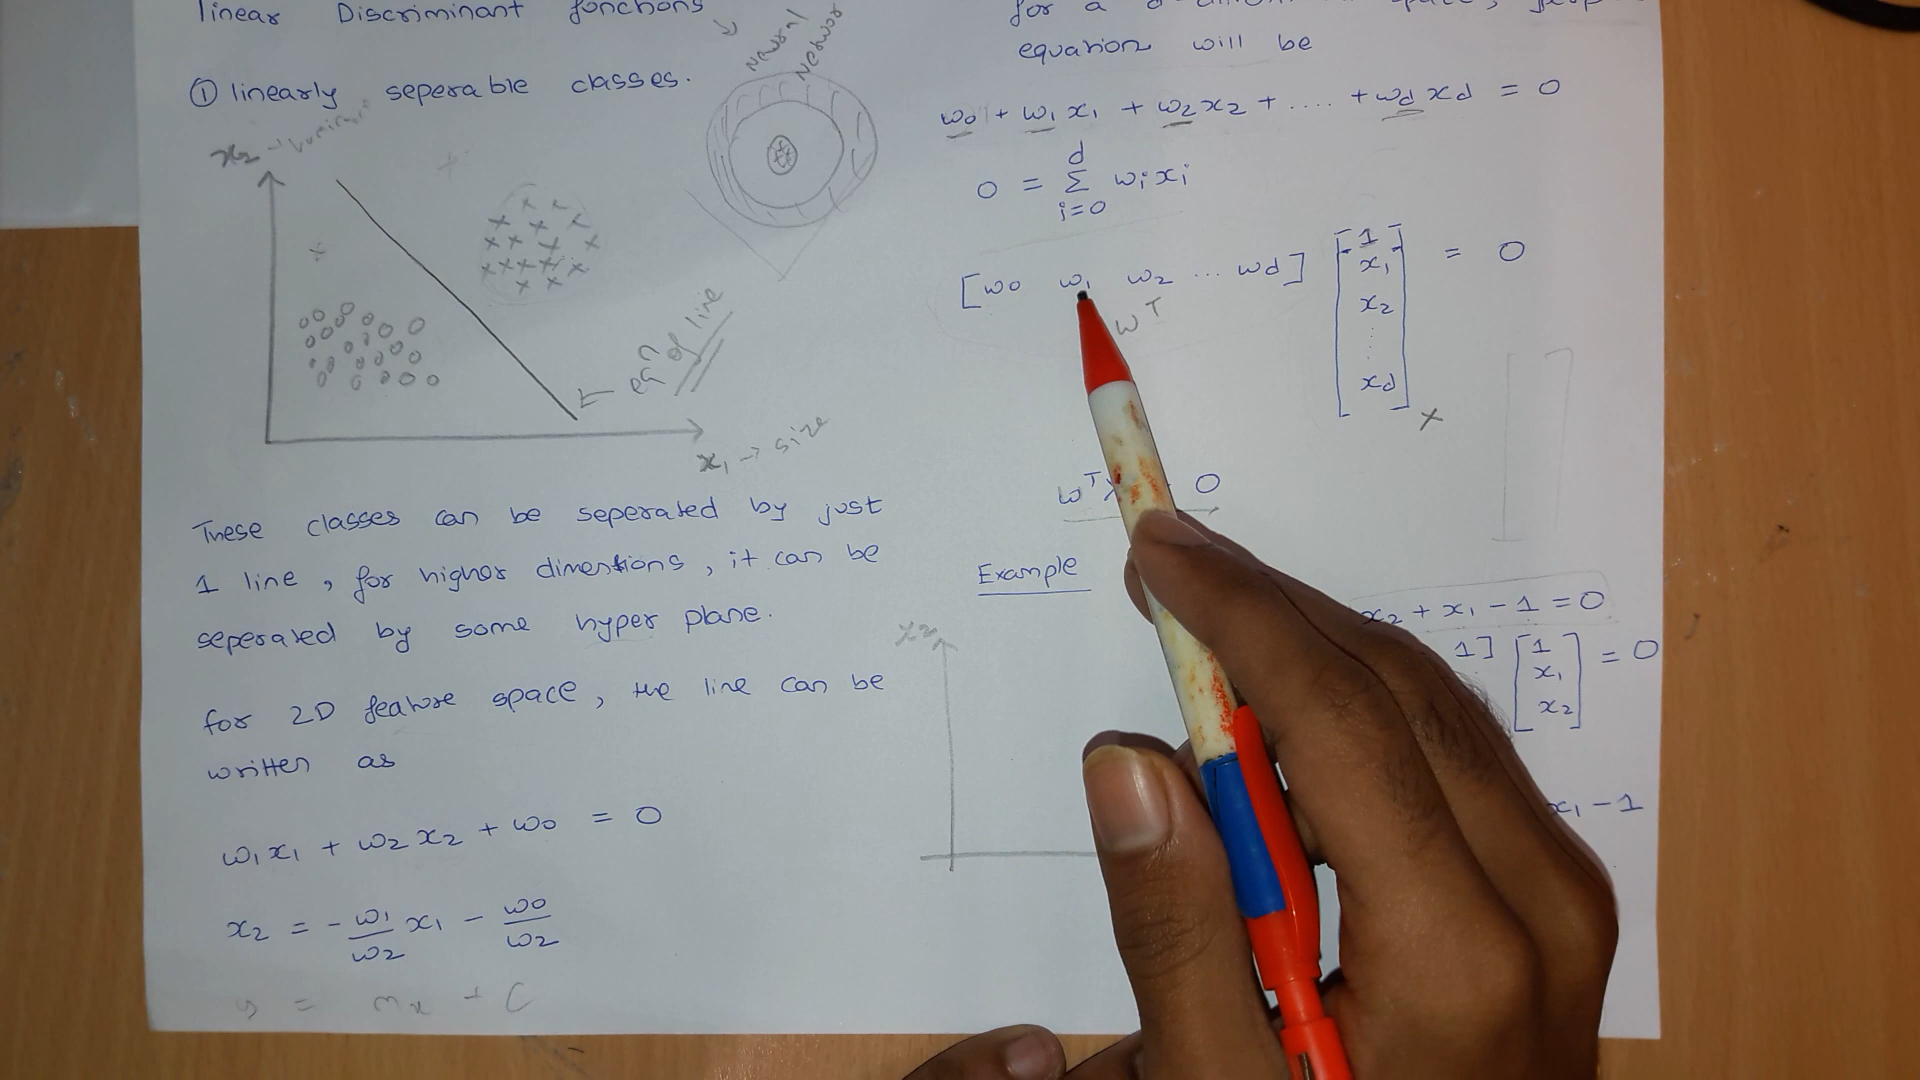 linear Discriminant fonctions
Neural
Networ
① linearly seperable classes.
x2 →
eqn of line
x1 → size
These classes can be seperated by just
1 line, for higher dimensions, it can be
seperated by some hyper plane.
for 2D feature space, the line can be
written as
w1x1 + w2x2 + w0 = 0
x2 = -w1/w2 x1 - w0/w2
y = mx + C
for a
equation will be
w0 + w1x1 + w2x2 + .... + wdxd = 0
0 = d Σ i=0 wixi
[w0 w1 w2 ... wd] [1 x1 x2 ... xd] = 0
wT
x
wT 0
Example
x2
x2 + x1 - 1 = 0
1] [1 x1 x2] = 0
x1 - 1